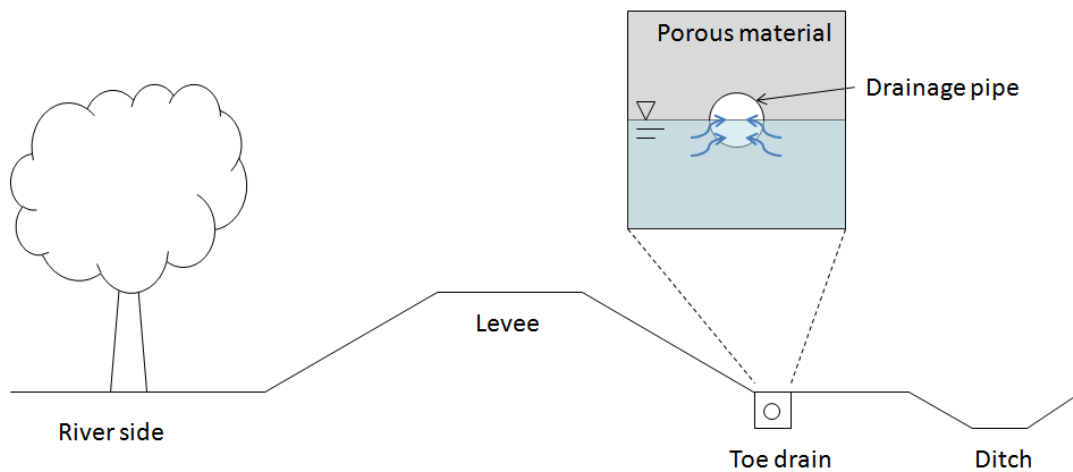 Porous material
Drainage pipe
Levee
River side
Toe drain
Ditch